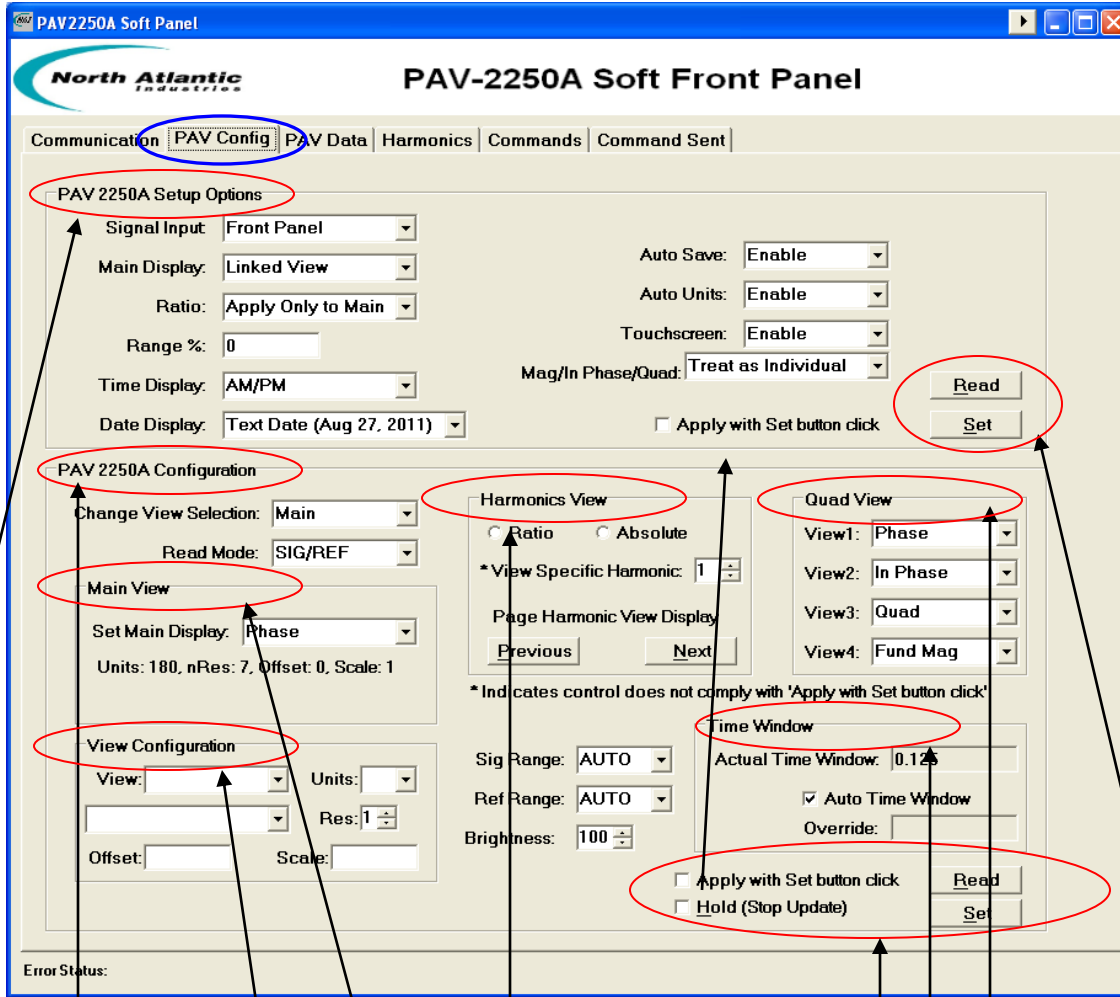 PAV2250A Soft Panel
North Atlantic
Industries
PAV-2250A Soft Front Panel
Communication PAV Config PAV Data Harmonics Commands Command Sent
PAV 2250A Setup Options
Signal Input: Front Panel
Main Display: Linked View
Ratio: Apply Only to Main
Range %: 0
Time Display: AM/PM
Date Display: Text Date (Aug 27, 2011)
Auto Save: Enable
Auto Units: Enable
Touchscreen: Enable
Mag/In Phase/Quad: Treat as Individual
Apply with Set button click
Read
Set
PAV 2250A Configuration
Change View Selection: Main
Read Mode: SIG/REF
Main View
Set Main Display: Phase
Units: 180, nRes: 7, Offset: 0, Scale: 1
View Configuration
View: Units:
Res: 1
Offset: Scale:
Harmonics View
Ratio Absolute
*View Specific Harmonic: 1
Page Harmonic View Display
Previous Next
* Indicates control does not comply with 'Apply with Set button click'
Sig Range: AUTO
Ref Range: AUTO
Brightness: 100
Quad View
View1: Phase
View2: In Phase
View3: Quad
View4: Fund Mag
Time Window
Actual Time Window: 0.125
Auto Time Window
Override:
Apply with Set button click
Hold (Stop Update)
Read
Set
Error Status: